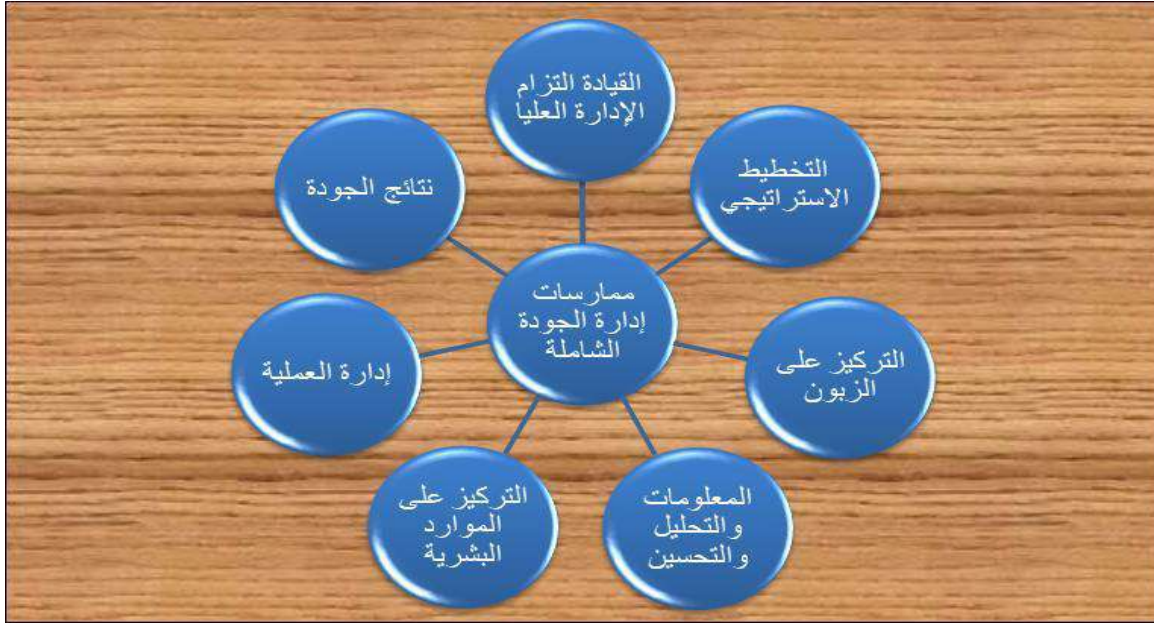 القيادة التزام
الإدارة العليا
التخطيط
الاستراتيجي
نتائج الجودة
ممارسات
إدارة الجودة
الشاملة
التركيز على
الزبون
إدارة العملية
المعلومات
والتحليل
والتحسين
التركيز على
الموارد
البشرية